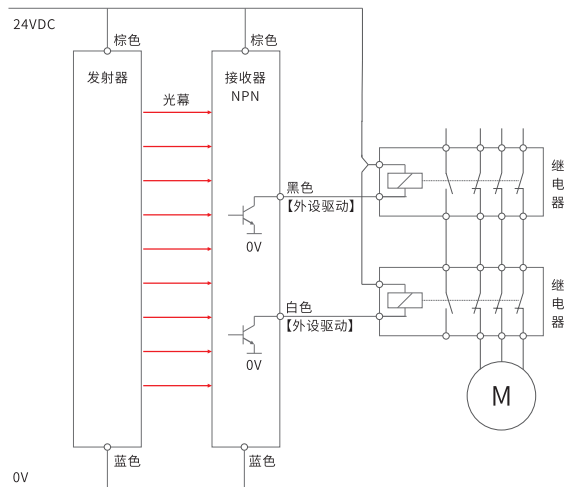 24VDC
棕色
棕色
发射器
接收器
NPN
光幕
黑色
【外设驱动】
0V
继电器
白色
【外设驱动】
0V
继电器
M
蓝色
蓝色
0V